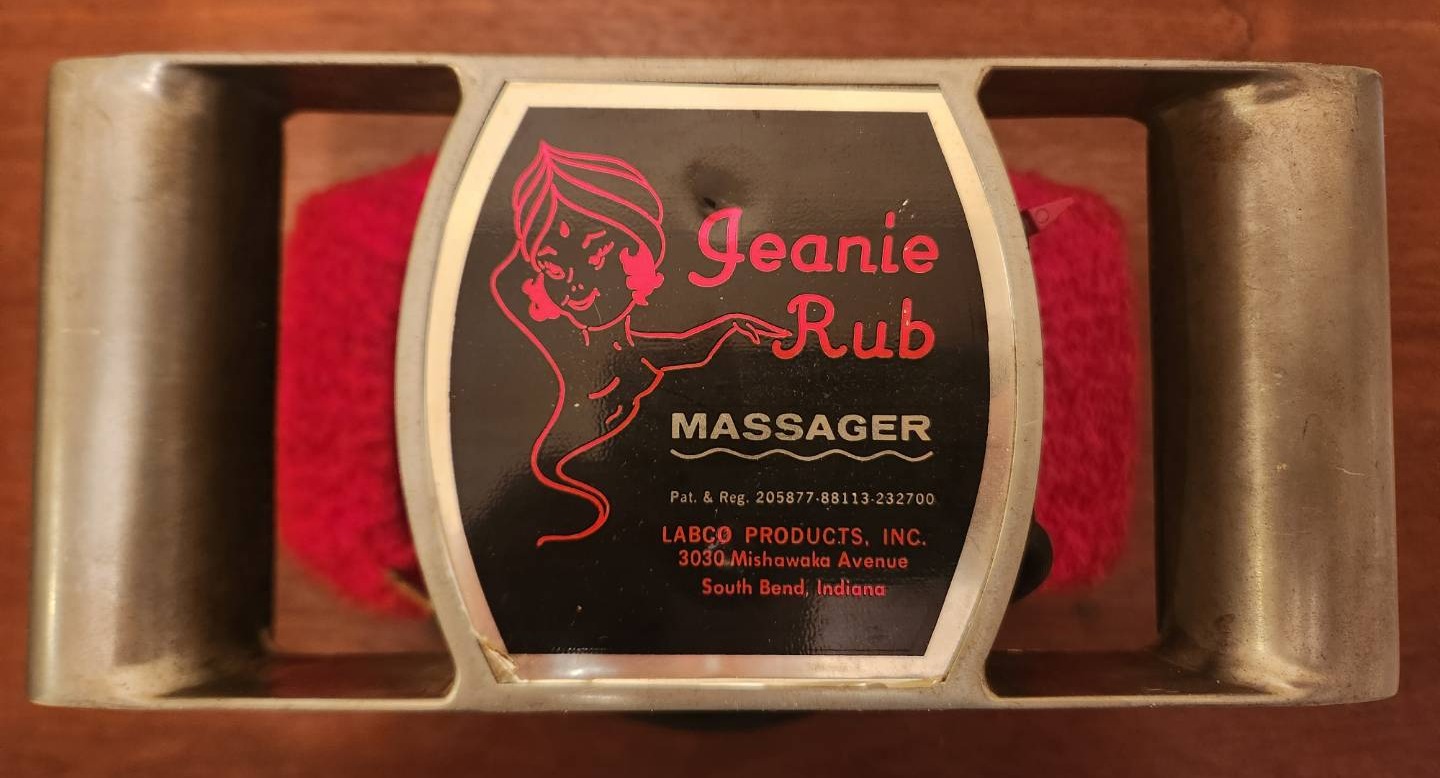 Jeanie
Rub
MASSAGER
Pat. & Reg. 205877-88113-232700
LABCO PRODUCTS, INC.
3030 Mishawaka Avenue
South Bend, Indiana